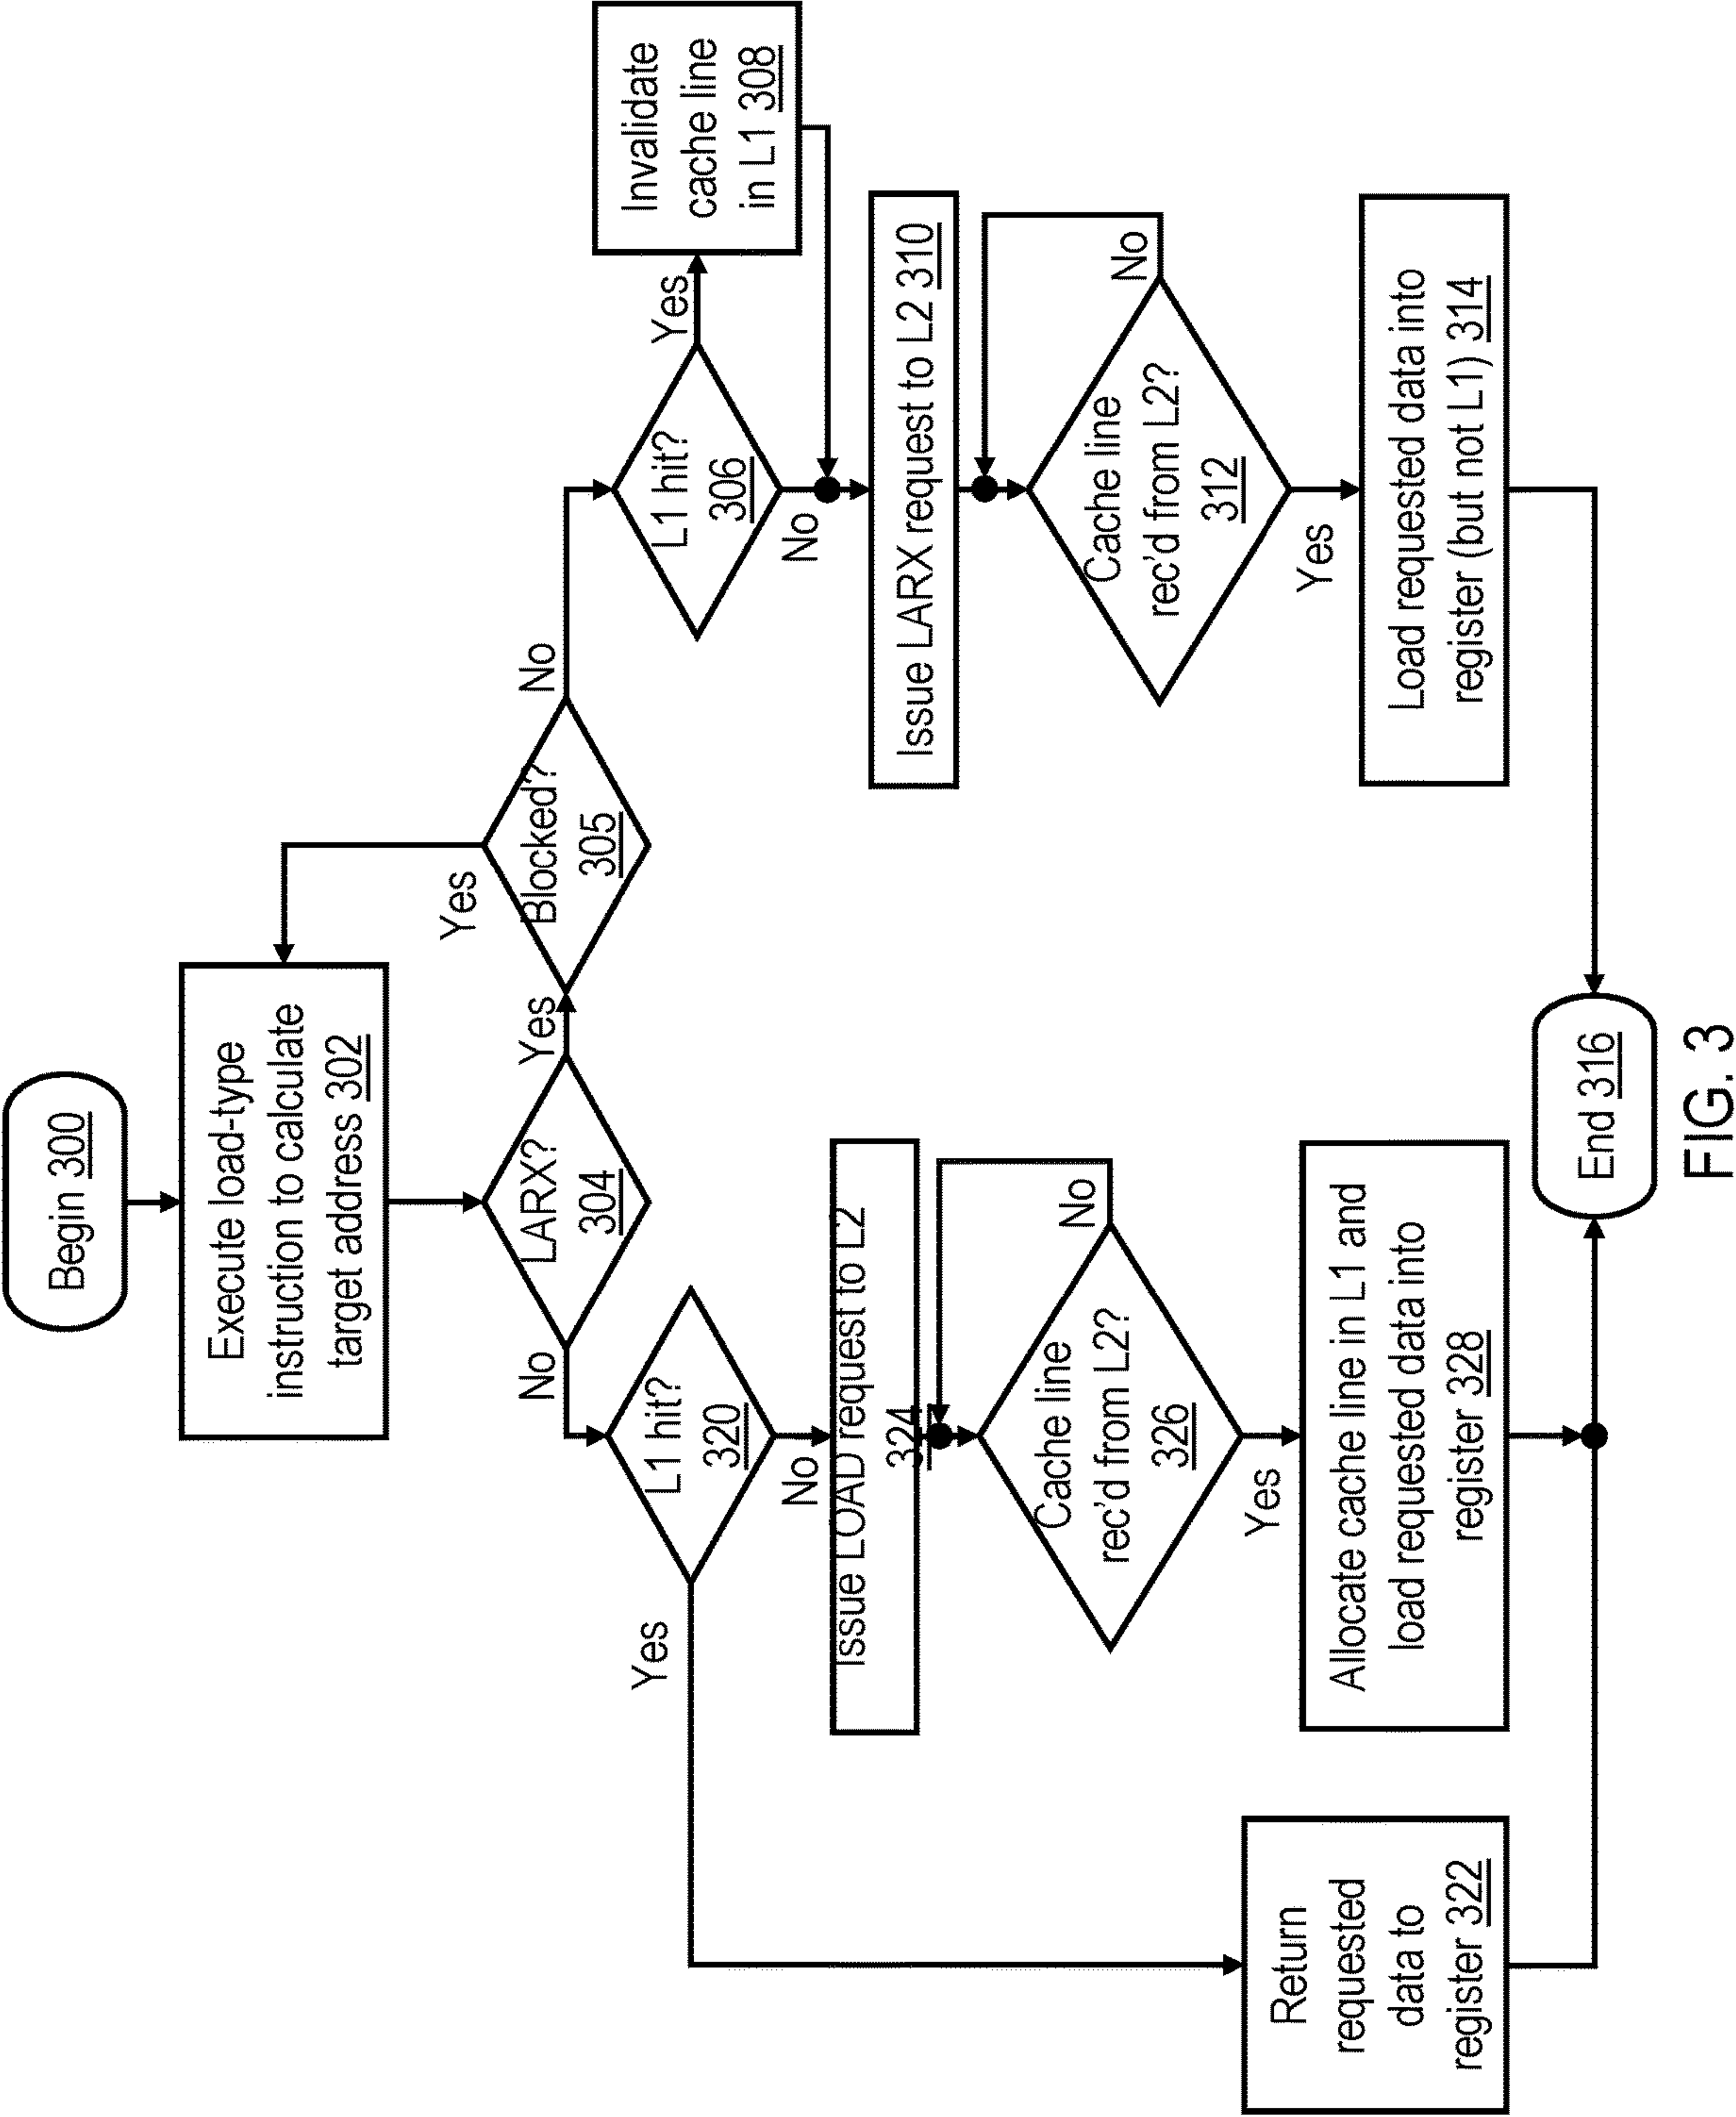 Begin 300
Execute load-type
instruction to calculate
target address 302
LARX?
304
Yes
No
Blocked?
305
Yes
No
L1 hit?
306
Yes
No
Invalidate
cache line
in L1 308
Issue LARX request to L2 310
Cache line
rec'd from L2?
312
No
Yes
Load requested data into
register (but not L1) 314
L1 hit?
320
Yes
No
Issue LOAD request to L2
324
Cache line
rec'd from L2?
326
No
Yes
Allocate cache line in L1 and
load requested data into
register 328
Return
requested
data to
register 322
End 316
FIG. 3